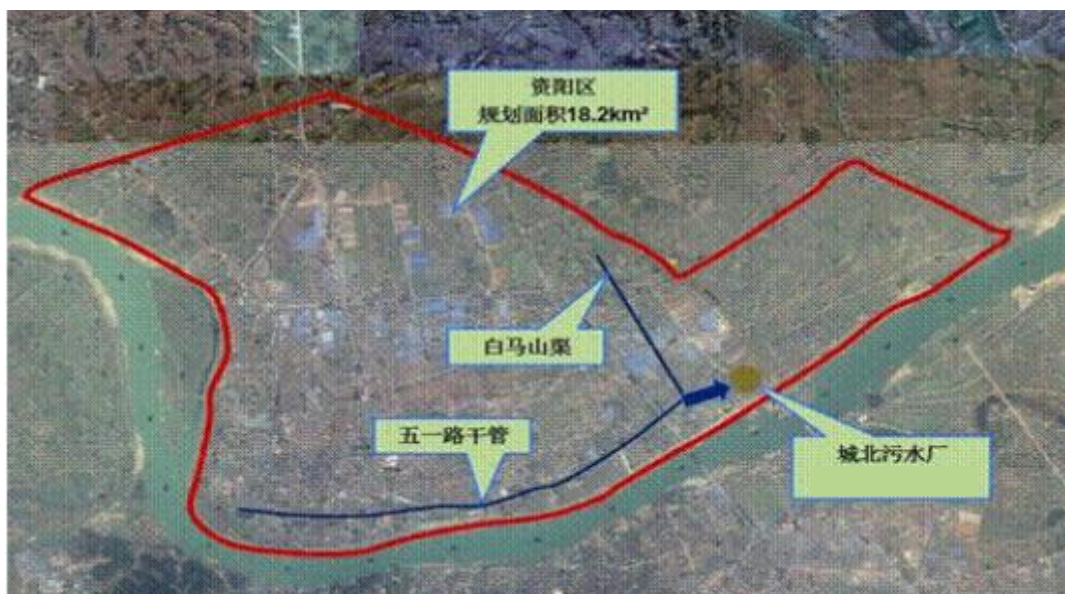 资阳区
规划面积18.2km²
白马山渠
五一路干管
城北污水厂